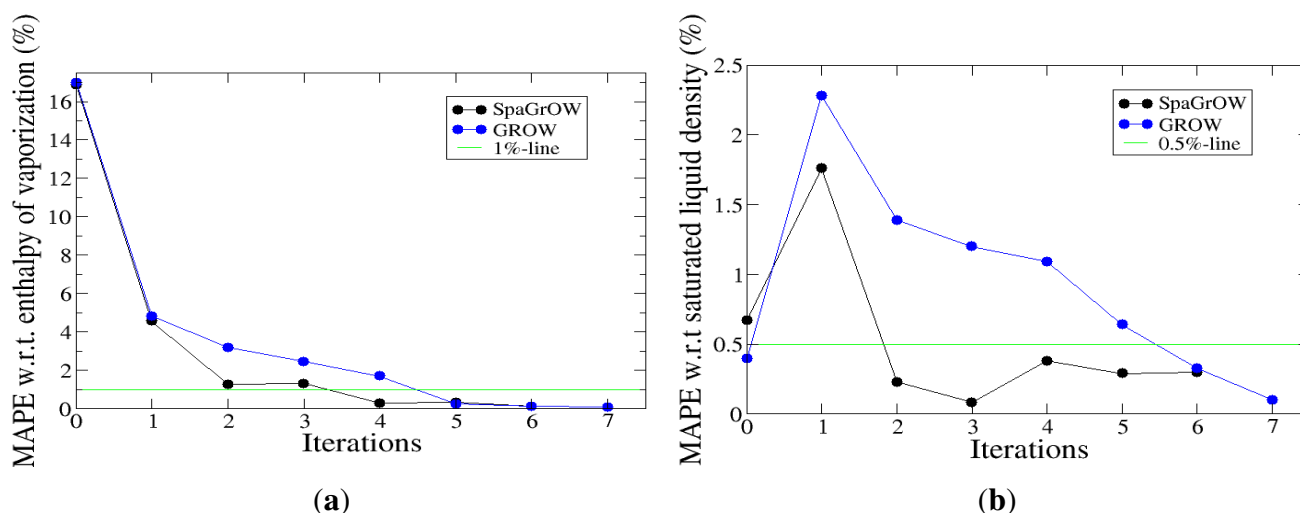 MAPE w.r.t. enthalpy of vaporization (%)
16
14
12
10
8
6
4
2
0
0 1 2 3 4 5 6 7
Iterations
SpaGrOW
GROW
1%-line
(a)
MAPE w.r.t saturated liquid density (%)
2.5
2
1.5
1
0.5
0
0 1 2 3 4 5 6 7
Iterations
SpaGrOW
GROW
0.5%-line
(b)